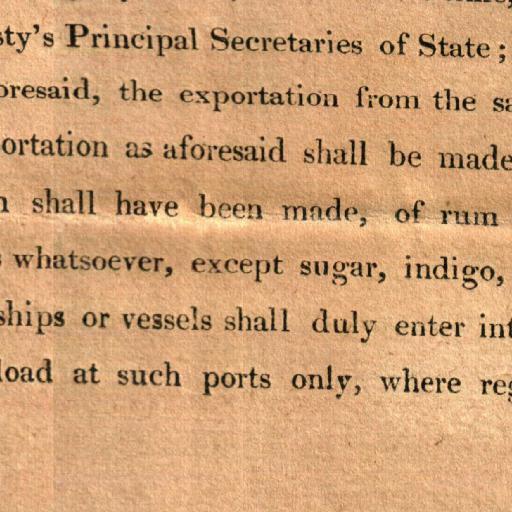 sty's Principal Secretaries of State;
oresaid, the exportation from the sa
ortation as aforesaid shall be made
n shall have been made, of rum
s whatsoever, except sugar, indigo,
ships or vessels shall duly enter int
load at such ports only, where reg